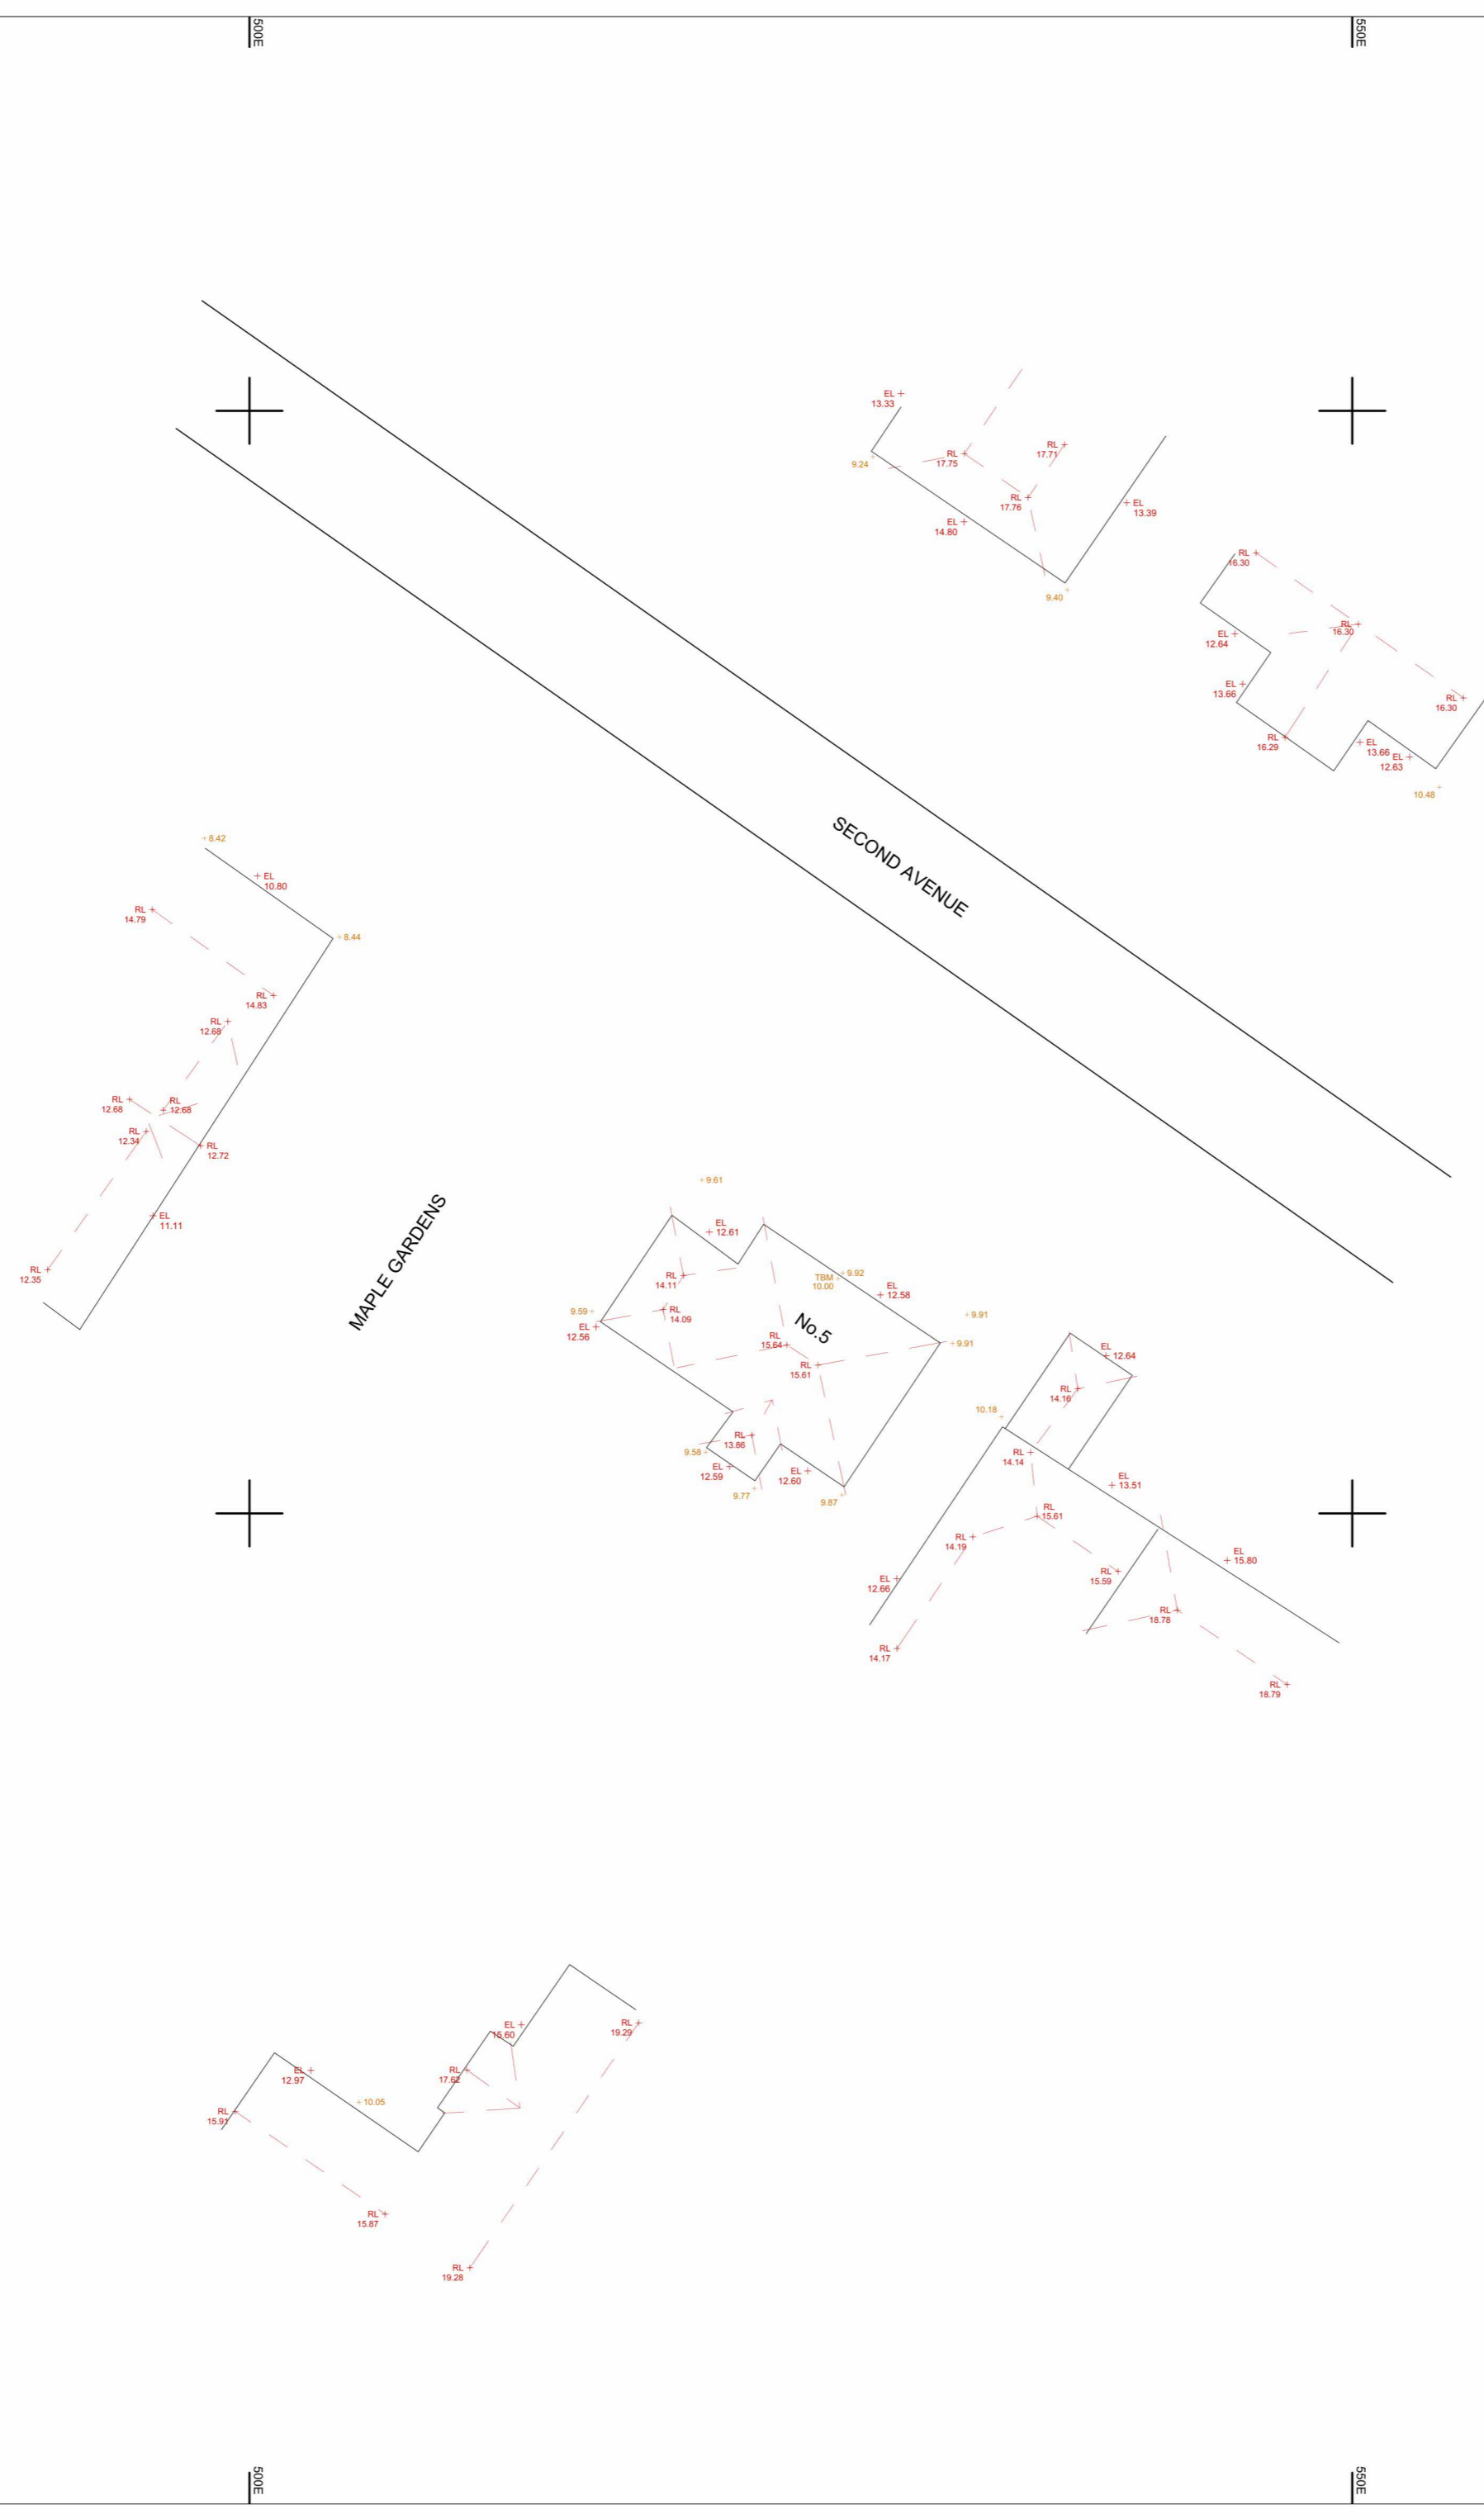 500E
550E
EL
13.33
RL
17.75
RL
17.71
9.24
RL
17.76
EL
14.80
EL
13.39
9.40
RL
16.30
RL
16.30
EL
12.64
EL
13.66
RL
16.30
RL
16.29
EL
13.66
EL
12.63
10.48
SECOND AVENUE
8.42
EL
10.80
RL
14.79
8.44
RL
14.83
RL
12.68
RL
12.68
RL
12.68
RL
12.34
RL
12.72
EL
11.11
RL
12.35
MAPLE GARDENS
9.61
EL
12.61
RL
14.11
TBM
10.00
9.92
EL
12.58
9.59
EL
12.56
RL
14.09
No.5
9.91
9.91
RL
15.64
RL
15.61
EL
12.64
RL
14.16
10.18
RL
13.86
9.58
EL
12.59
EL
12.60
9.77
9.87
RL
14.14
EL
13.51
RL
15.61
RL
14.19
EL
15.80
EL
12.66
RL
15.59
RL
18.78
RL
14.17
RL
18.79
EL
15.60
RL
19.29
EL
12.97
RL
17.62
10.05
RL
15.91
RL
15.87
RL
19.28
500E
550E